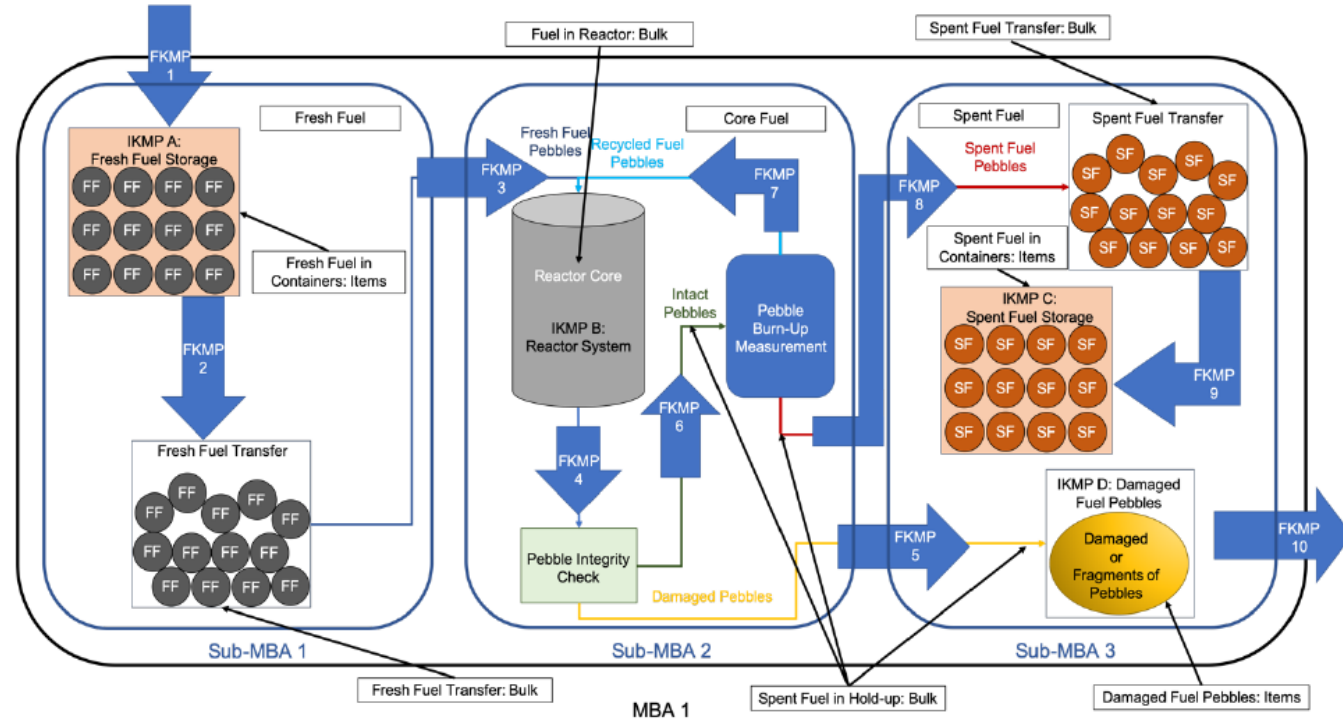 Fuel in Reactor: Bulk
Spent Fuel Transfer: Bulk
FKMP
1
Fresh Fuel
IKMP A:
Fresh Fuel Storage
FF FF FF FF
FF FF FF FF
FF FF FF FF
Fresh Fuel in
Containers: Items
FKMP
2
Fresh Fuel Transfer
FF FF FF FF
FF FF FF FF
FF FF FF FF
Sub-MBA 1
Fresh Fuel Transfer: Bulk
FKMP
3
Fresh Fuel
Pebbles
Recycled Fuel
Pebbles
Core Fuel
FKMP
7
Reactor Core
IKMP B:
Reactor System
Intact
Pebbles
Pebble
Burn-Up
Measurement
FKMP
4
FKMP
6
Pebble Integrity
Check
Damaged Pebbles
Sub-MBA 2
Spent Fuel in Hold-up: Bulk
MBA 1
Spent Fuel
FKMP
8
Spent Fuel
Pebbles
Spent Fuel Transfer
SF SF SF SF
SF SF SF SF
SF SF SF SF
Spent Fuel in
Containers: Items
IKMP C:
Spent Fuel Storage
SF SF SF SF
SF SF SF SF
SF SF SF SF
FKMP
9
FKMP
5
IKMP D: Damaged
Fuel Pebbles
Damaged
or
Fragments of
Pebbles
FKMP
10
Sub-MBA 3
Damaged Fuel Pebbles: Items